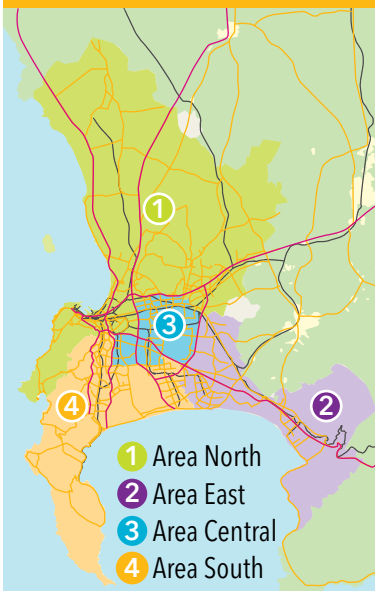 1
3
4
2
1 Area North
2 Area East
3 Area Central
4 Area South